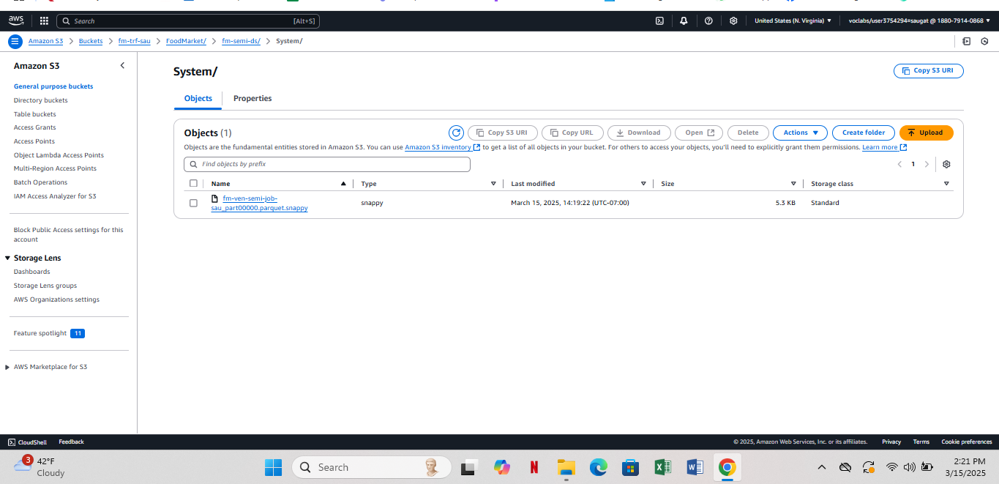 aws
Search
[Alt+S]
United States (N. Virginia)
voclabs/user3754294=saugat @ 1880-7914-0868
Amazon S3 > Buckets > fm-trf-sau > FoodMarket/ > fm-semi-ds/ > System/
Amazon S3
General purpose buckets
Directory buckets
Table buckets
Access Grants
Access Points
Object Lambda Access Points
Multi-Region Access Points
Batch Operations
IAM Access Analyzer for S3
Block Public Access settings for this
account
Storage Lens
Dashboards
Storage Lens groups
AWS Organizations settings
Feature spotlight 11
AWS Marketplace for S3
System/
Copy S3 URI
Objects
Properties
Objects (1)
Copy S3 URI
Copy URL
Download
Open
Delete
Actions
Create folder
Upload
Objects are the fundamental entities stored in Amazon S3. You can use Amazon S3 inventory to get a list of all objects in your bucket. For others to access your objects, you'll need to explicitly grant them permissions. Learn more
Find objects by prefix
1
Name
Type
Last modified
Size
Storage class
fm-ven-semi-job-
sau_part00000.parquet.snappy
snappy
March 15, 2025, 14:19:22 (UTC-07:00)
5.3 KB
Standard
CloudShell
Feedback
© 2025, Amazon Web Services, Inc. or its affiliates.
Privacy
Terms
Cookie preferences
3
42°F
Cloudy
Search
2:21 PM
3/15/2025